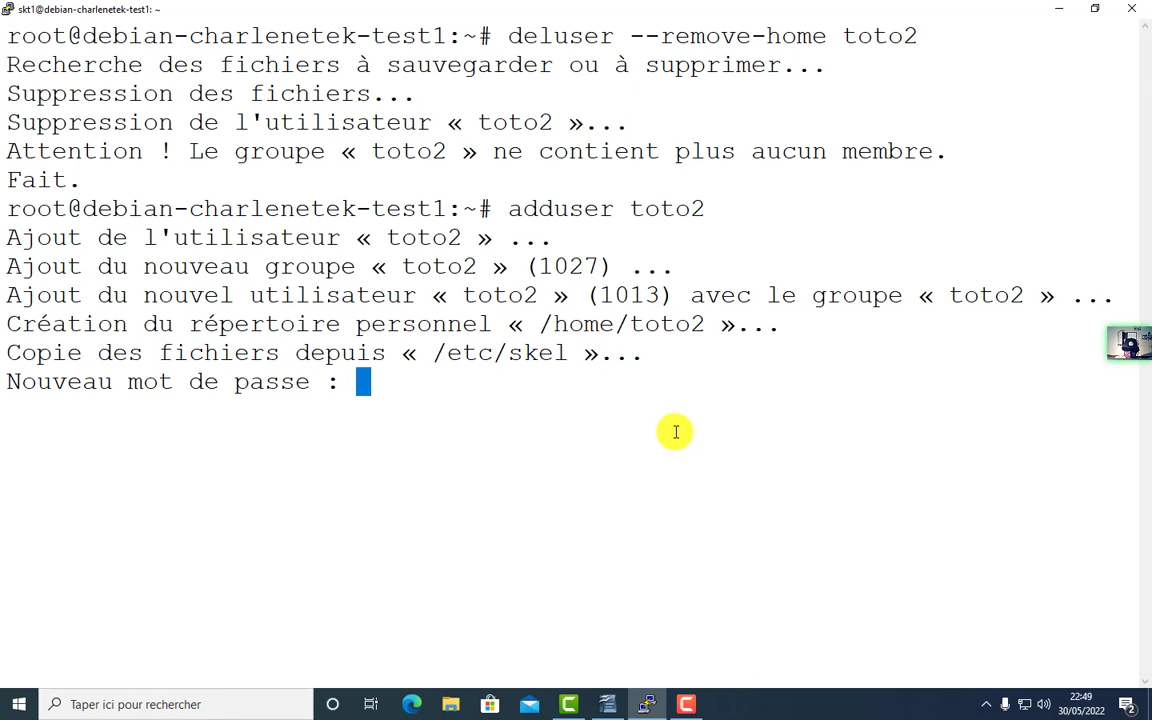 skt1@debian-charlenetek-test1: ~
root@debian-charlenetek-test1:~# deluser --remove-home toto2
Recherche des fichiers à sauvegarder ou à supprimer...
Suppression des fichiers...
Suppression de l'utilisateur « toto2 »...
Attention ! Le groupe « toto2 » ne contient plus aucun membre.
Fait.
root@debian-charlenetek-test1:~# adduser toto2
Ajout de l'utilisateur « toto2 » ...
Ajout du nouveau groupe « toto2 » (1027) ...
Ajout du nouvel utilisateur « toto2 » (1013) avec le groupe « toto2 » ...
Création du répertoire personnel « /home/toto2 »...
Copie des fichiers depuis « /etc/skel »...
Nouveau mot de passe :
Taper ici pour rechercher
22:49
30/05/2022
2